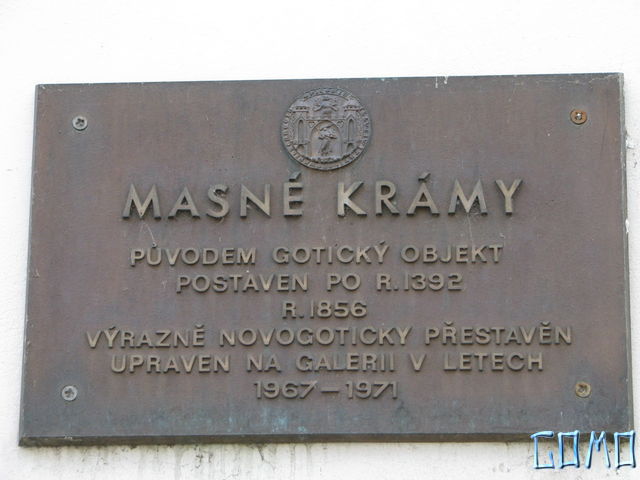 MASNÉ KRÁMY
PŮVODEM GOTICKÝ OBJEKT
POSTAVEN PO R.1392
R.1856
VÝRAZNĚ NOVOGOTICKY PŘESTAVĚN
UPRAVEN NA GALERII V LETECH
1967-1971
GOMO